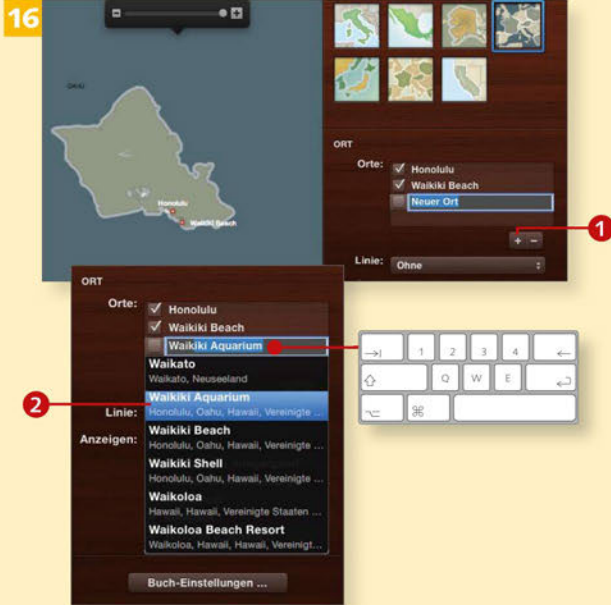 16
OAHU
Honolulu
Waikiki Beach
ORT
Orte:
Honolulu
Waikiki Beach
Neuer Ort
+ −
1
Linie:
Ohne
ORT
Orte:
Honolulu
Waikiki Beach
Waikiki Aquarium
Waikato
Waikato, Neuseeland
Waikiki Aquarium
Honolulu, Oahu, Hawaii, Vereinigte ...
2
Linie:
Waikiki Beach
Honolulu, Oahu, Hawaii, Vereinigte ...
Anzeigen:
Waikiki Shell
Honolulu, Oahu, Hawaii, Vereinigte ...
Waikoloa
Hawaii, Hawaii, Vereinigte Staaten ...
Waikoloa Beach Resort
Waikoloa, Hawaii, Hawaii, Vereinigt...
Buch-Einstellungen ...
1 2 3 4
Q W E
⌥ ⌘